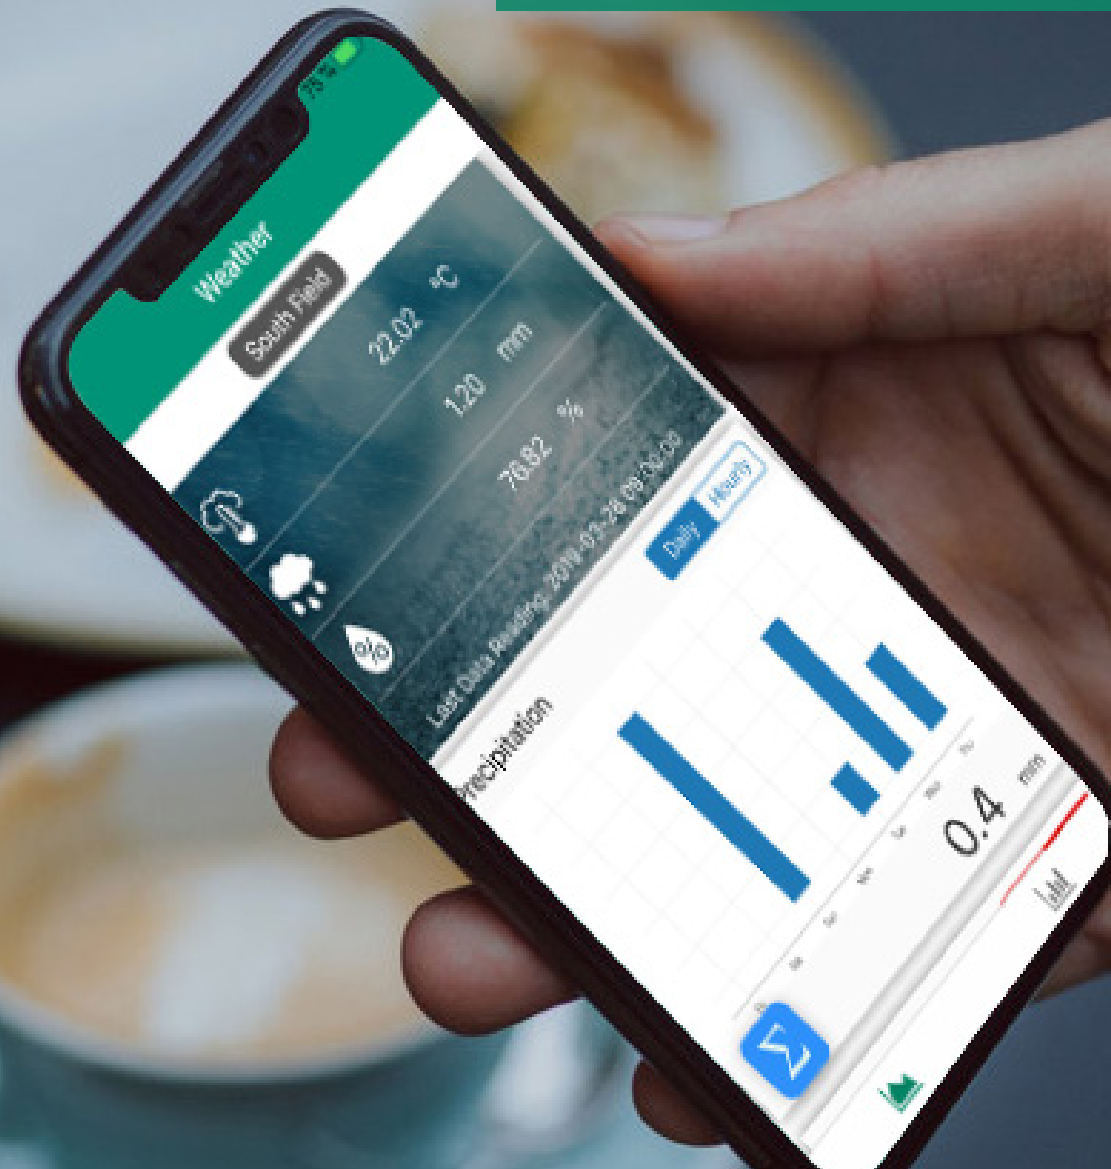 75 %
Weather
South Field
22.02 °C
1.20 mm
76.82 %
%
Last Data Reading: 2019-03-28 09:00:00
Daily Hourly
Precipitation
Σ
0.4 mm